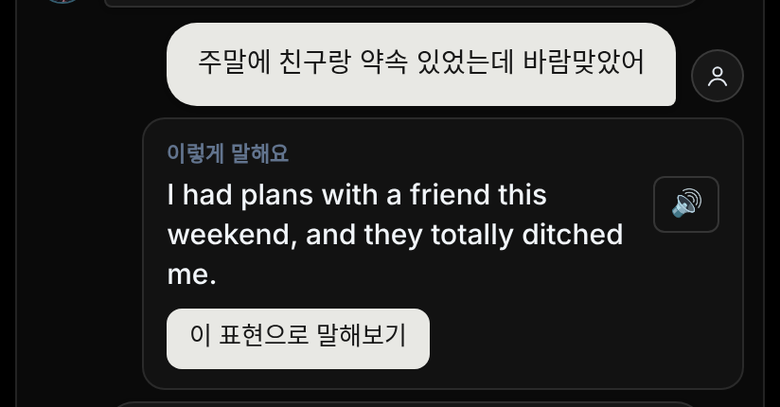 주말에 친구랑 약속 있었는데 바람맞았어
이렇게 말해요
I had plans with a friend this
weekend, and they totally ditched
me.
이 표현으로 말해보기